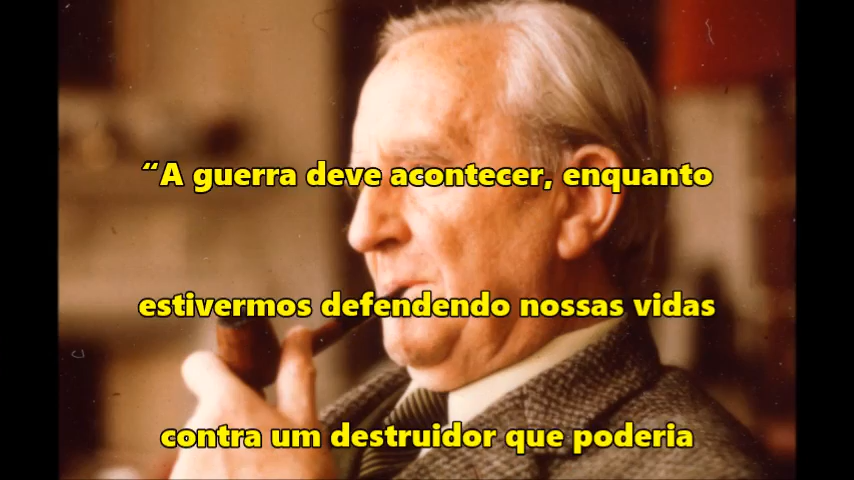 “A guerra deve acontecer, enquanto
estivermos defendendo nossas vidas
contra um destruidor que poderia